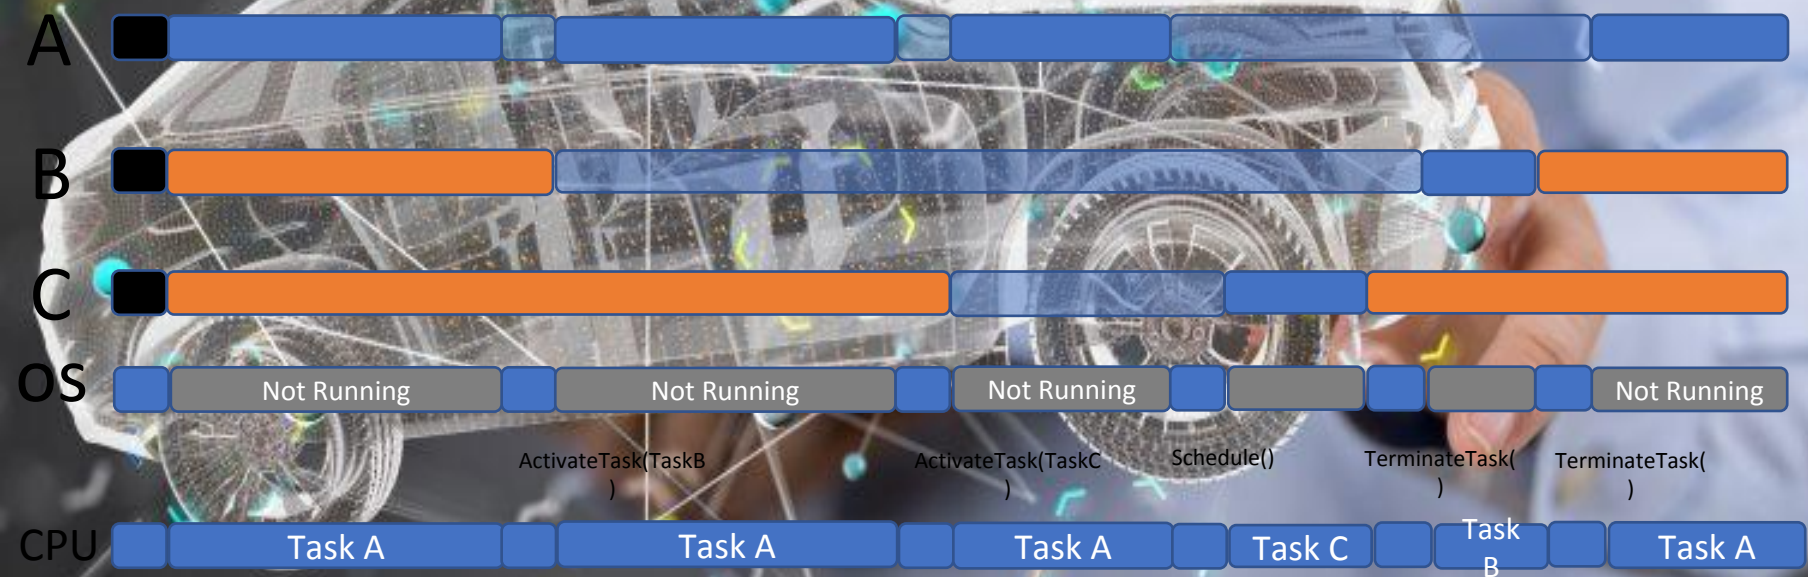 A
B
C
OS
Not Running
Not Running
Not Running
Not Running
ActivateTask(TaskB
)
ActivateTask(TaskC
)
Schedule()
TerminateTask(
)
TerminateTask(
)
CPU
Task A
Task A
Task A
Task C
Task
B
Task A